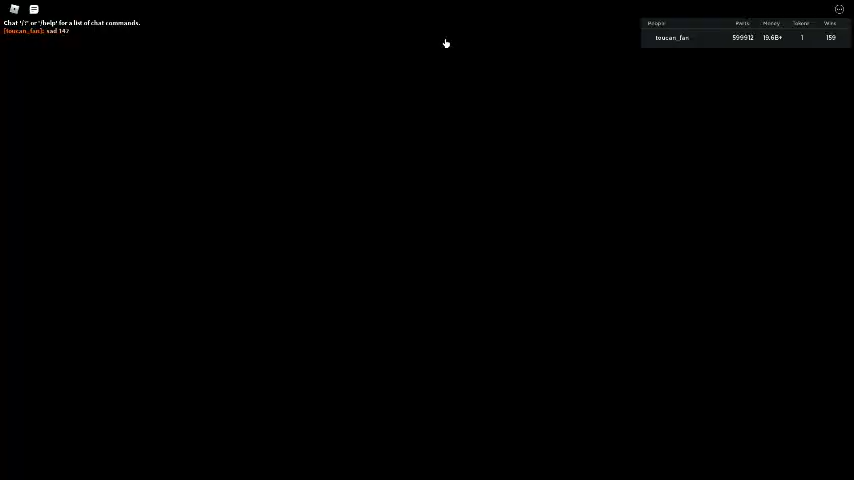 Chat '/?' or '/help' for a list of chat commands.
[toucan_fan]: sad 147
People Parts Money Tokens Wins
toucan_fan 599912 19.6B+ 1 159